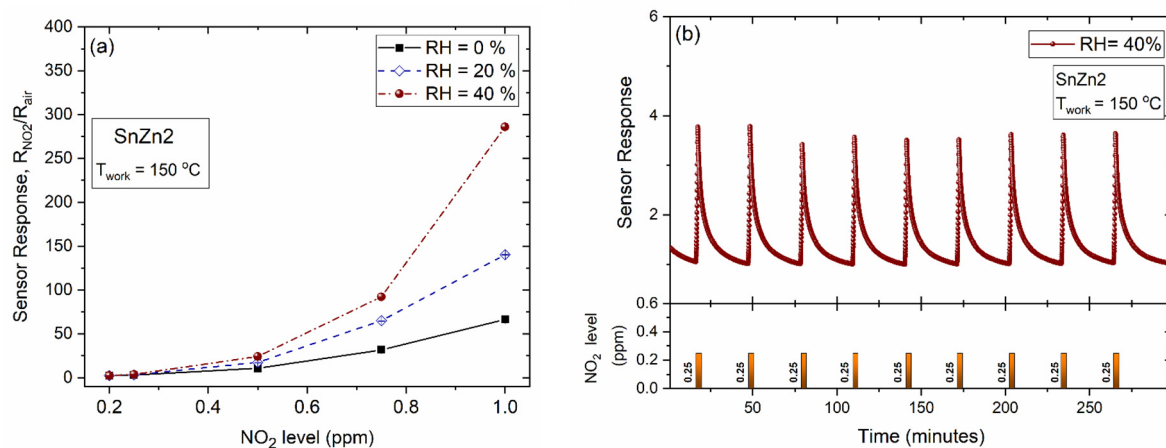 (a)
RH = 0 %
RH = 20 %
RH = 40 %
SnZn2
Twork = 150 °C
Sensor Response, RNO2/Rair
400
350
300
250
200
150
100
50
0
0.2 0.4 0.6 0.8 1.0
NO2 level (ppm)
(b)
RH= 40%
SnZn2
Twork = 150 °C
Sensor Response
6
4
2
NO2 level
(ppm)
0.6
0.4
0.2
0.0
0.25 0.25 0.25 0.25 0.25 0.25 0.25 0.25 0.25
50 100 150 200 250
Time (minutes)